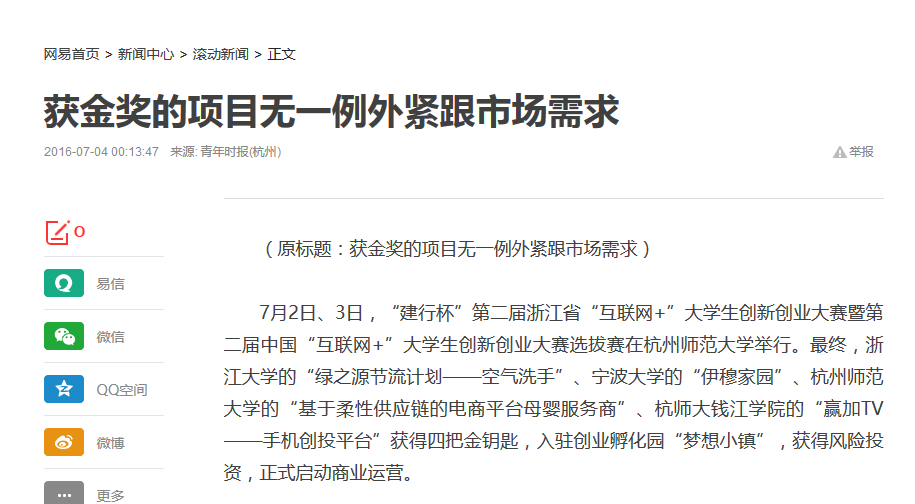 网易首页 > 新闻中心 > 滚动新闻 > 正文
获金奖的项目无一例外紧跟市场需求
2016-07-04 00:13:47 来源: 青年时报(杭州)
举报
0
易信
微信
QQ空间
微博
更多
（原标题：获金奖的项目无一例外紧跟市场需求）
7月2日、3日，“建行杯”第二届浙江省“互联网+”大学生创新创业大赛暨第
二届中国“互联网+”大学生创新创业大赛选拔赛在杭州师范大学举行。最终，浙
江大学的“绿之源节流计划——空气洗手”、宁波大学的“伊穆家园”、杭州师范
大学的“基于柔性供应链的电商平台母婴服务商”、杭师大钱江学院的“赢加TV
——手机创投平台”获得四把金钥匙，入驻创业孵化园“梦想小镇”，获得风险投
资，正式启动商业运营。